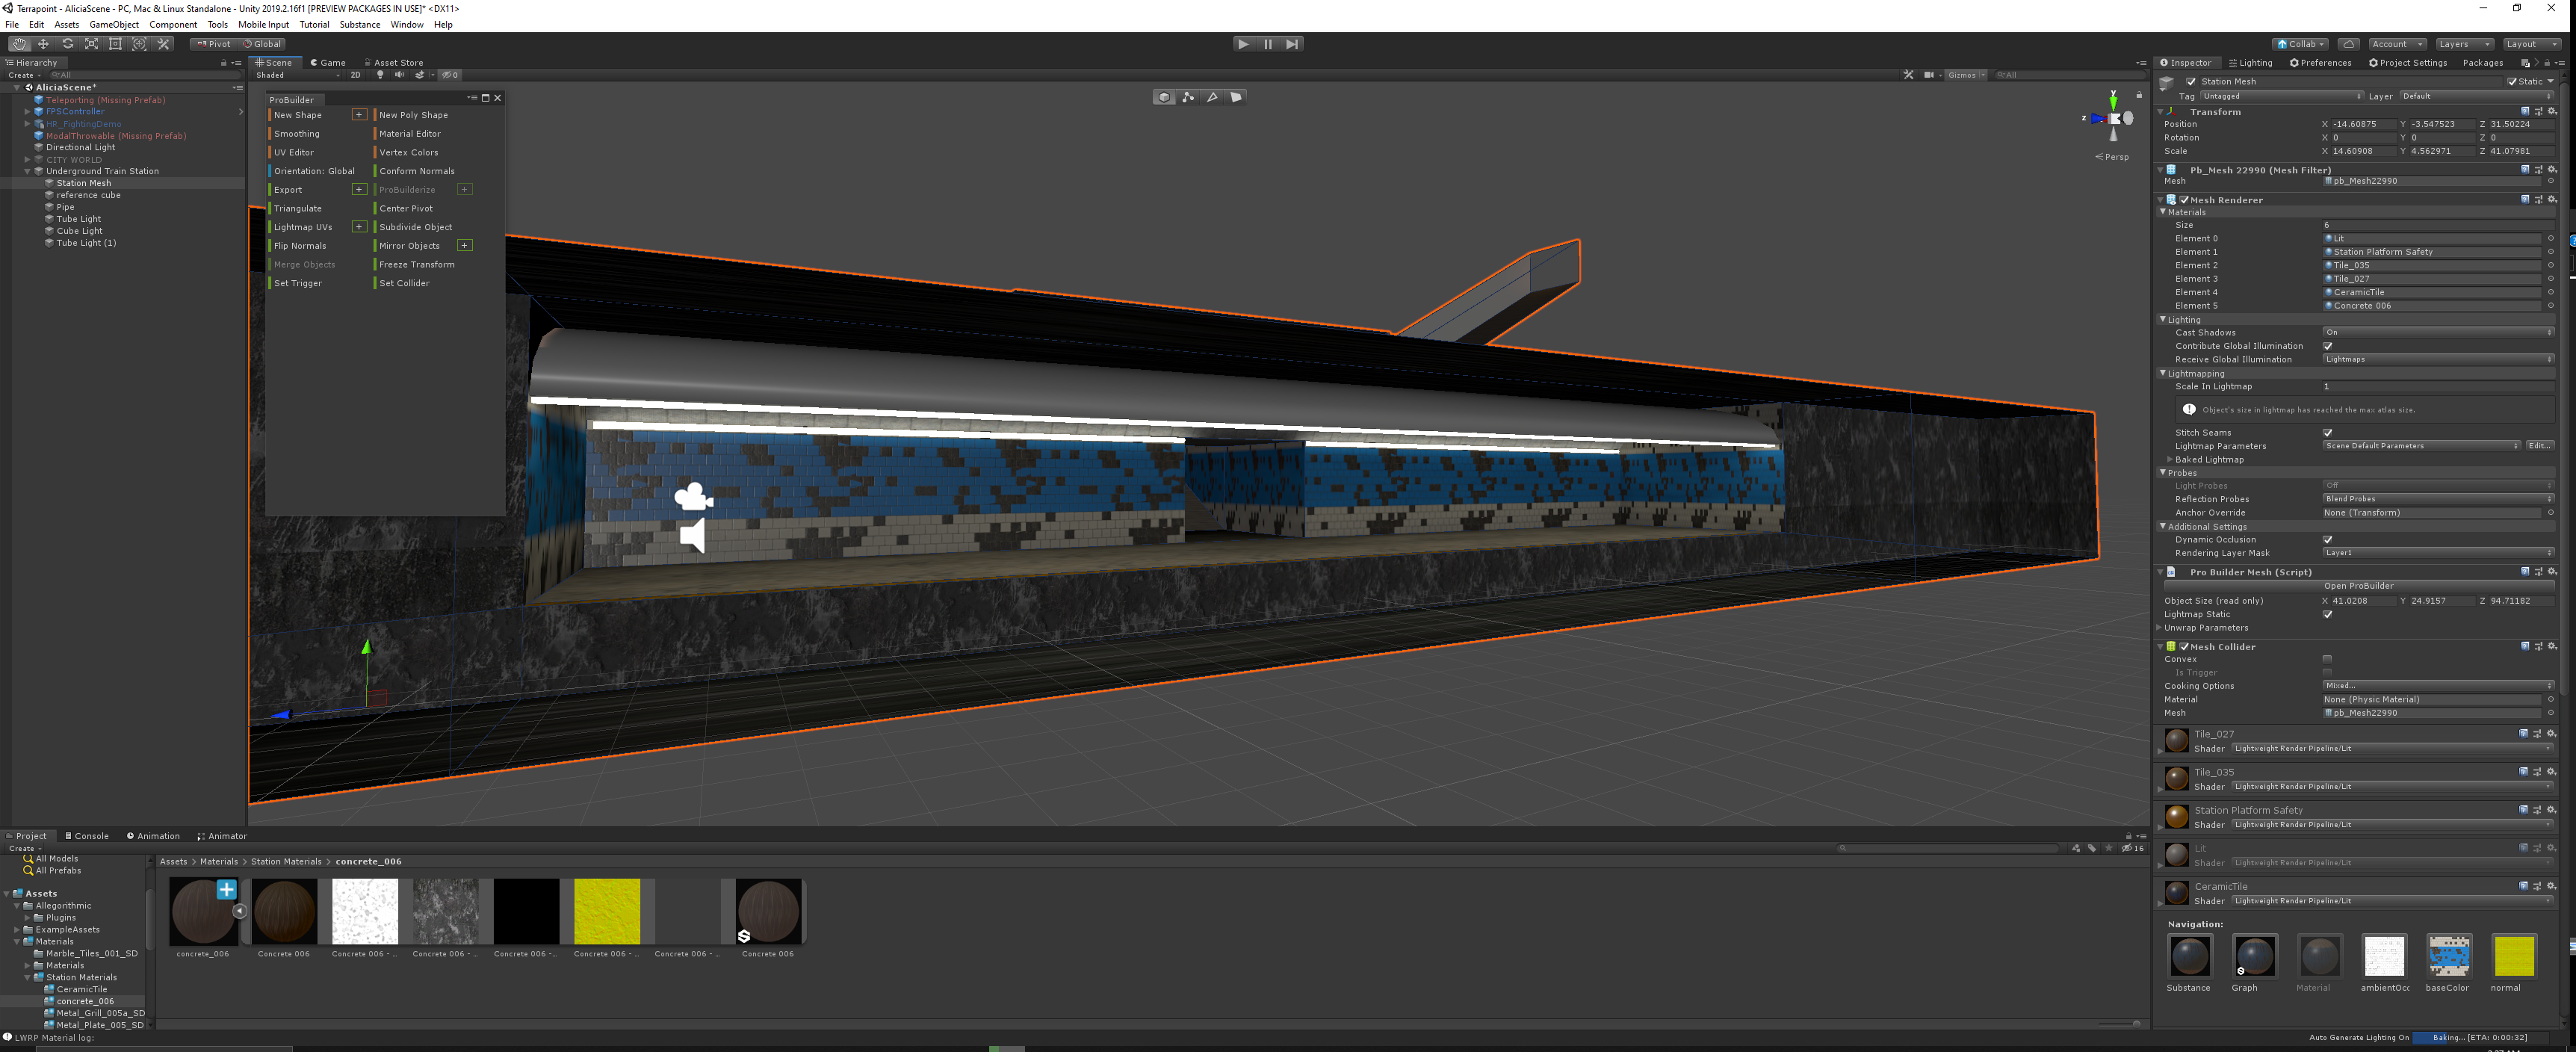 Terrapoint - AliciaScene - PC, Mac & Linux Standalone - Unity 2019.2.16f1 [PREVIEW PACKAGES IN USE]* <DX11>
File Edit Assets GameObject Component Tools Mobile Input Tutorial Substance Window Help
Pivot Global Collab Account Layers Layout
Hierarchy
Create All
AliciaScene*
Teleporting (Missing Prefab)
FPSController
HR_FightingDemo
ModalThrowable (Missing Prefab)
Directional Light
CITY WORLD
Underground Train Station
Station Mesh
reference cube
Pipe
Tube Light
Cube Light
Tube Light (1)
Scene Game Asset Store
Shaded 2D 0 Gizmos All
ProBuilder
New Shape + New Poly Shape
Smoothing Material Editor
UV Editor Vertex Colors
Orientation: Global Conform Normals
Export + ProBuilderize +
Triangulate Center Pivot
Lightmap UVs + Subdivide Object
Flip Normals Mirror Objects +
Merge Objects Freeze Transform
Set Trigger Set Collider
y
z
Persp
Inspector Lighting Preferences Project Settings Packages
Station Mesh Static
Tag Untagged Layer Default
Transform
Position X -14.60875 Y -3.547523 Z 31.50224
Rotation X 0 Y 0 Z 0
Scale X 14.60908 Y 4.562971 Z 41.07981
Pb_Mesh 22990 (Mesh Filter)
Mesh pb_Mesh22990
Mesh Renderer
Materials
Size 6
Element 0 Lit
Element 1 Station Platform Safety
Element 2 Tile_035
Element 3 Tile_027
Element 4 CeramicTile
Element 5 Concrete 006
Lighting
Cast Shadows On
Contribute Global Illumination
Receive Global Illumination Lightmaps
Lightmapping
Scale In Lightmap 1
Object's size in lightmap has reached the max atlas size.
Stitch Seams
Lightmap Parameters Scene Default Parameters Edit...
Baked Lightmap
Probes
Light Probes Off
Reflection Probes Blend Probes
Anchor Override None (Transform)
Additional Settings
Dynamic Occlusion
Rendering Layer Mask Layer1
Pro Builder Mesh (Script)
Open ProBuilder
Object Size (read only) X 41.0208 Y 24.9157 Z 94.71182
Lightmap Static
Unwrap Parameters
Mesh Collider
Convex
Is Trigger
Cooking Options Mixed...
Material None (Physic Material)
Mesh pb_Mesh22990
Tile_027
Shader Lightweight Render Pipeline/Lit
Tile_035
Shader Lightweight Render Pipeline/Lit
Station Platform Safety
Shader Lightweight Render Pipeline/Lit
Lit
Shader Lightweight Render Pipeline/Lit
CeramicTile
Shader Lightweight Render Pipeline/Lit
Navigation:
Substance Graph Material ambientOcc baseColor normal
Project Console Animation Animator
Create 16
All Models
All Prefabs
Assets
Allegorithmic
Plugins
ExampleAssets
Materials
Marble_Tiles_001_SD
Materials
Station Materials
CeramicTile
concrete_006
Metal_Grill_005a_SD
Metal_Plate_005_SD
Assets > Materials > Station Materials > concrete_006
concrete_006 Concrete 006 Concrete 006 - .. Concrete 006 - .. Concrete 006 -.. Concrete 006 - .. Concrete 006 - .. Concrete 006
LWRP Material log:
Auto Generate Lighting On Baking... [ETA: 0:00:32]